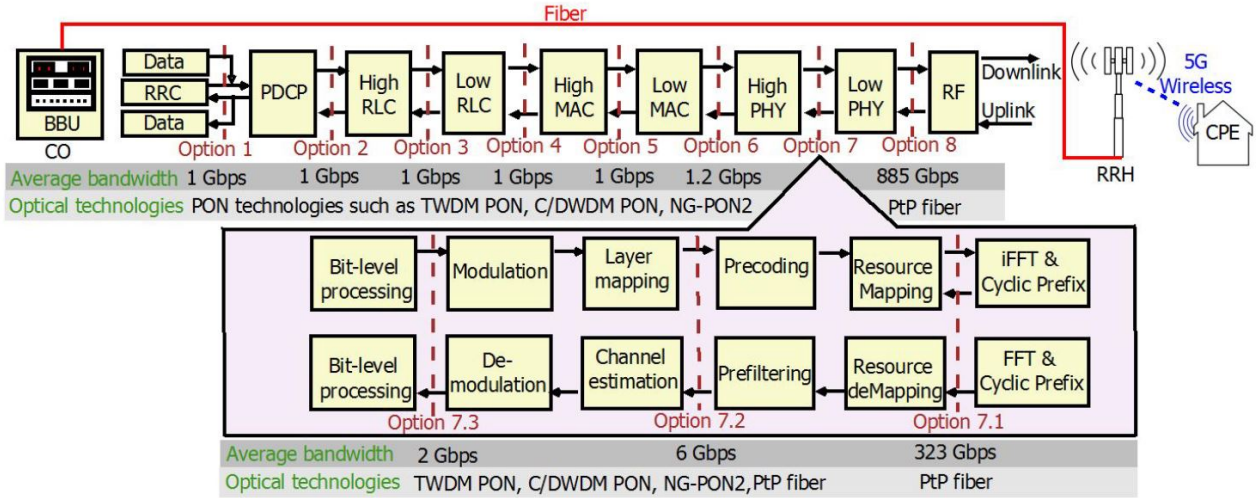 Fiber
Data
RRC
Data
BBU
CO
PDCP
High
RLC
Low
RLC
High
MAC
Low
MAC
High
PHY
Low
PHY
RF
Downlink
Uplink
5G
Wireless
CPE
RRH
Option 1
Option 2
Option 3
Option 4
Option 5
Option 6
Option 7
Option 8
Average bandwidth 1 Gbps 1 Gbps 1 Gbps 1 Gbps 1 Gbps 1.2 Gbps 885 Gbps
Optical technologies PON technologies such as TWDM PON, C/DWDM PON, NG-PON2 PtP fiber
Bit-level
processing
Modulation
Layer
mapping
Precoding
Resource
Mapping
iFFT &
Cyclic Prefix
Bit-level
processing
De-
modulation
Channel
estimation
Prefiltering
Resource
deMapping
FFT &
Cyclic Prefix
Option 7.3
Option 7.2
Option 7.1
Average bandwidth 2 Gbps 6 Gbps 323 Gbps
Optical technologies TWDM PON, C/DWDM PON, NG-PON2,PtP fiber PtP fiber